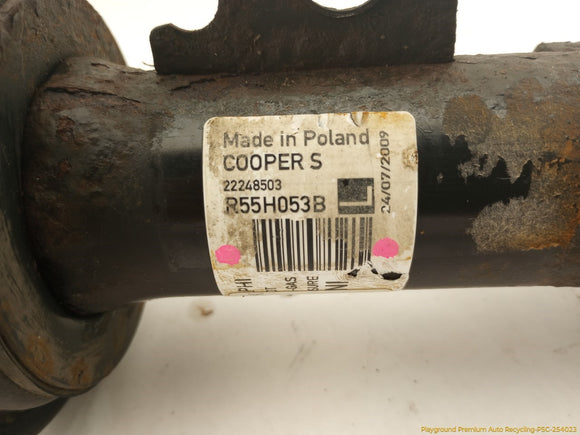 Made in Poland
COOPER S
22248503
R55H053B L
24/07/2009
Playground Premium Auto Recycling-PSC-254023